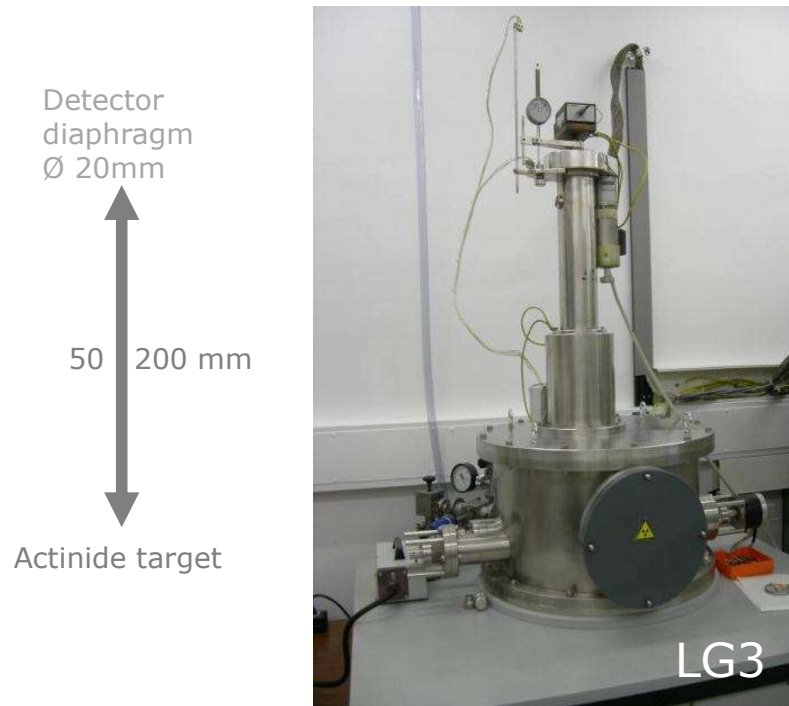 Detector
diaphragm
Ø 20mm
50 200 mm
Actinide target
LG3